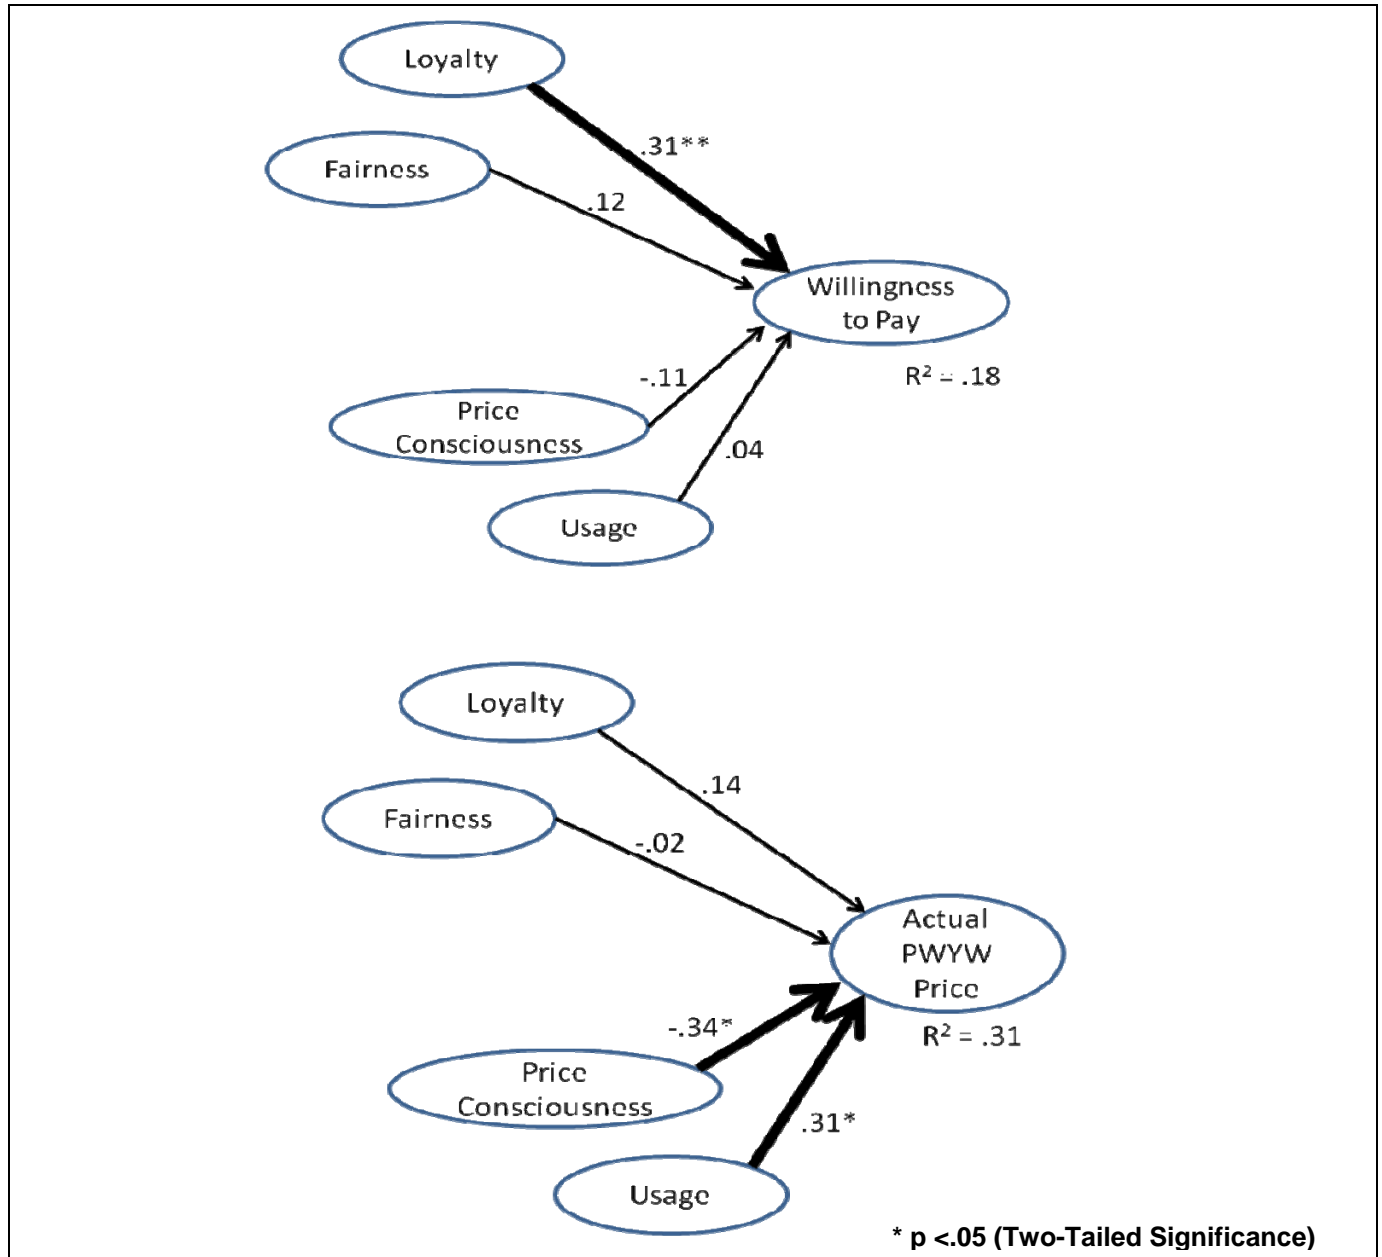 Loyalty
.31**
Fairness
.12
Willingness
to Pay
R² = .18
-.11
Price
Consciousness
.04
Usage
Loyalty
.14
Fairness
-.02
Actual
PWYW
Price
R² = .31
-.34*
Price
Consciousness
.31*
Usage
* p <.05 (Two-Tailed Significance)